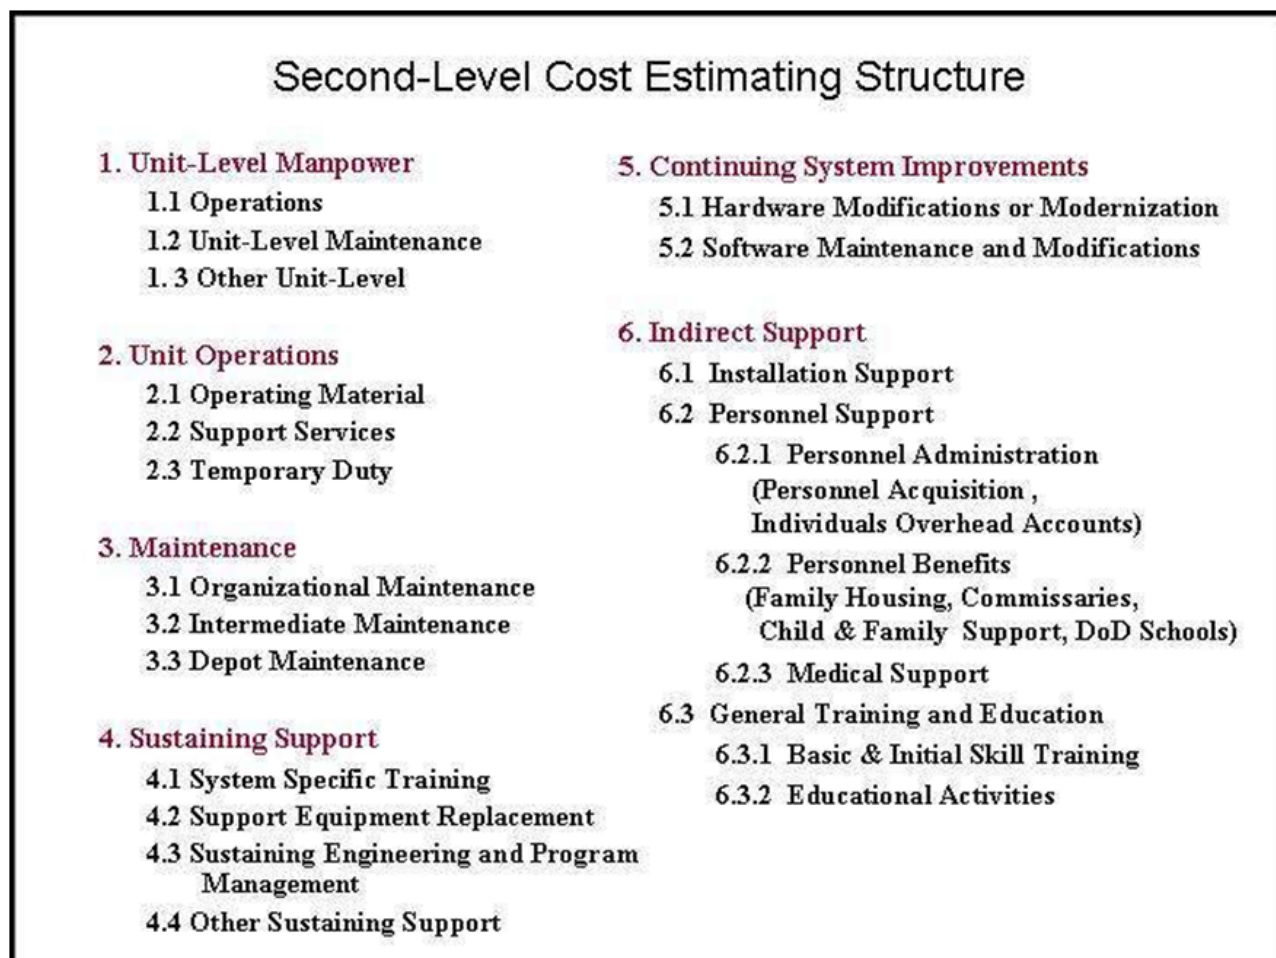 Second-Level Cost Estimating Structure
1. Unit-Level Manpower
1.1 Operations
1.2 Unit-Level Maintenance
1. 3 Other Unit-Level
2. Unit Operations
2.1 Operating Material
2.2 Support Services
2.3 Temporary Duty
3. Maintenance
3.1 Organizational Maintenance
3.2 Intermediate Maintenance
3.3 Depot Maintenance
4. Sustaining Support
4.1 System Specific Training
4.2 Support Equipment Replacement
4.3 Sustaining Engineering and Program
Management
4.4 Other Sustaining Support
5. Continuing System Improvements
5.1 Hardware Modifications or Modernization
5.2 Software Maintenance and Modifications
6. Indirect Support
6.1 Installation Support
6.2 Personnel Support
6.2.1 Personnel Administration
(Personnel Acquisition ,
Individuals Overhead Accounts)
6.2.2 Personnel Benefits
(Family Housing, Commissaries,
Child & Family Support, DoD Schools)
6.2.3 Medical Support
6.3 General Training and Education
6.3.1 Basic & Initial Skill Training
6.3.2 Educational Activities